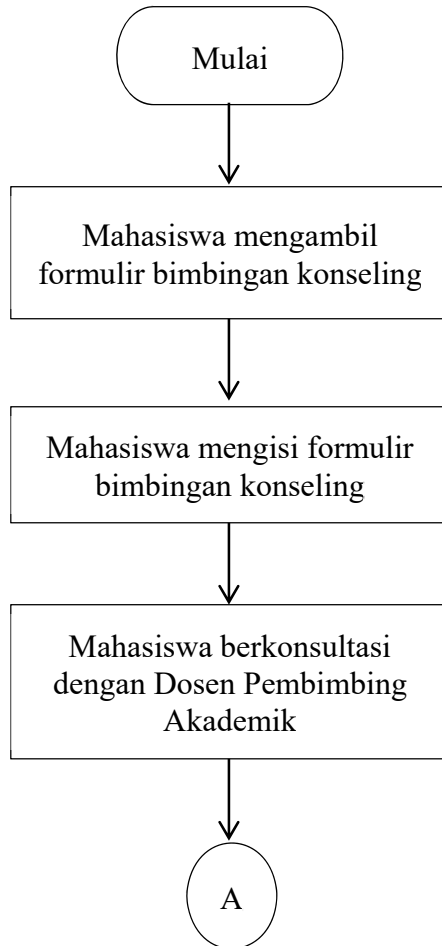 Mulai
Mahasiswa mengambil
formulir bimbingan konseling
Mahasiswa mengisi formulir
bimbingan konseling
Mahasiswa berkonsultasi
dengan Dosen Pembimbing
Akademik
A